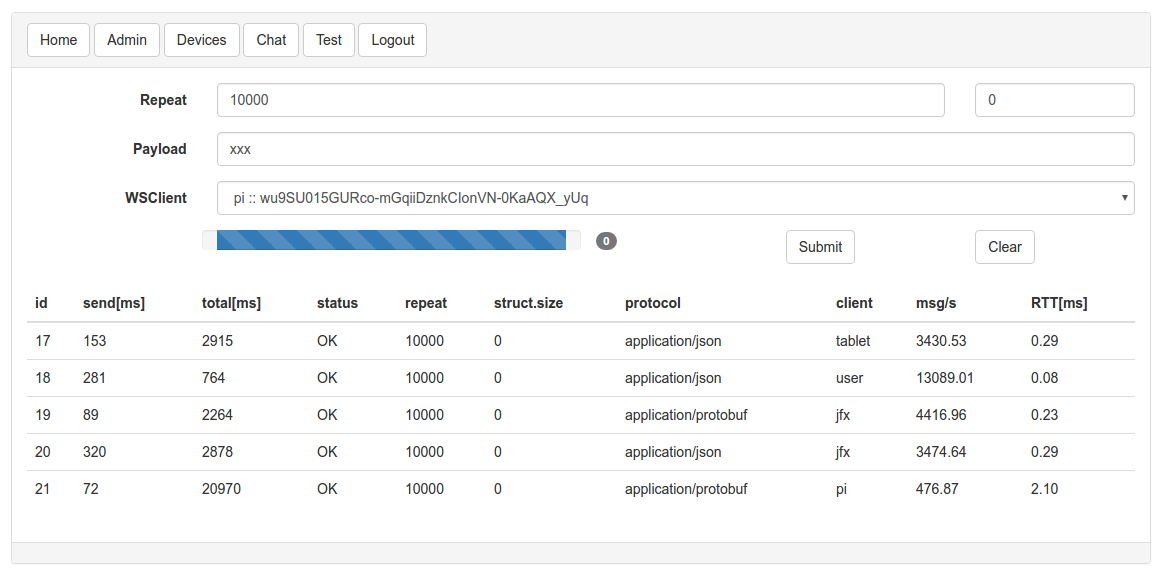 Home Admin Devices Chat Test Logout
Repeat 10000 0
Payload xxx
WSClient pi :: wu9SU015GURco-mGqiiDznkCIonVN-0KaAQX_yUq
0 Submit Clear
id send[ms] total[ms] status repeat struct.size protocol client msg/s RTT[ms]
17 153 2915 OK 10000 0 application/json tablet 3430.53 0.29
18 281 764 OK 10000 0 application/json user 13089.01 0.08
19 89 2264 OK 10000 0 application/protobuf jfx 4416.96 0.23
20 320 2878 OK 10000 0 application/json jfx 3474.64 0.29
21 72 20970 OK 10000 0 application/protobuf pi 476.87 2.10